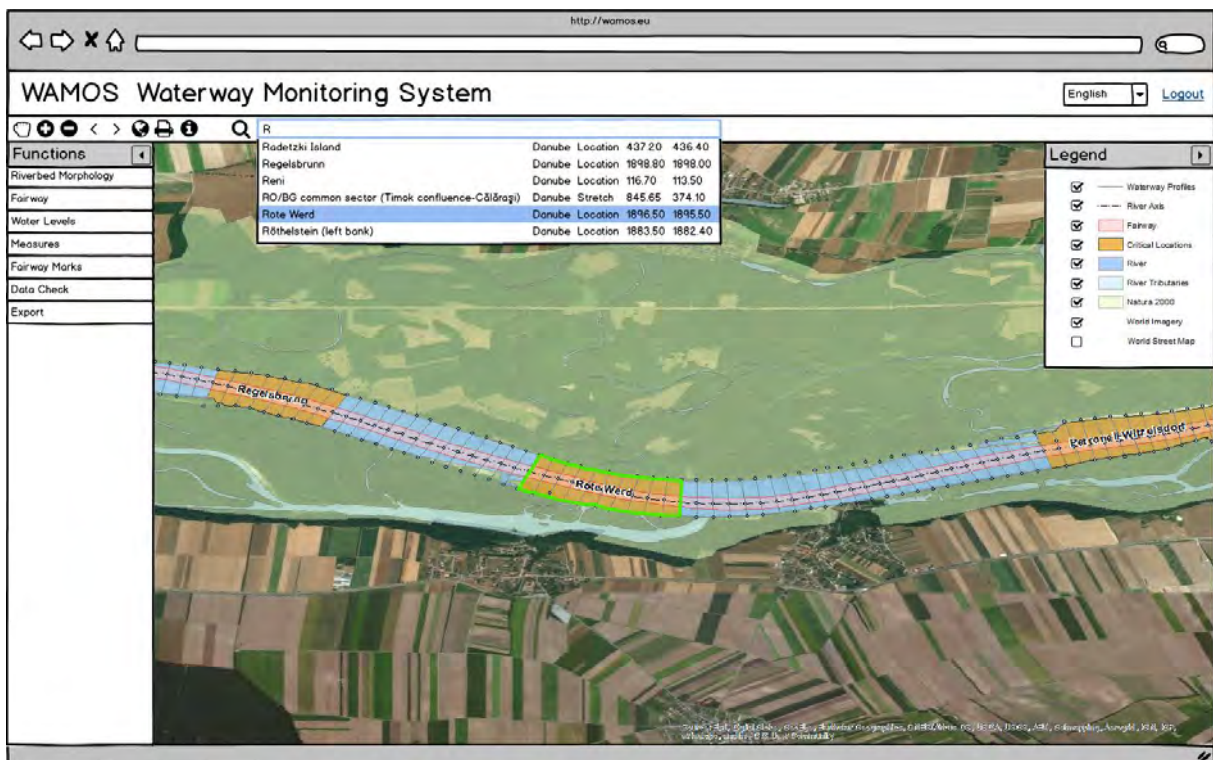 http://wamos.eu
WAMOS Waterway Monitoring System
English
Logout
R
Functions
Riverbed Morphology
Fairway
Water Levels
Measures
Fairway Marks
Data Check
Export
Radetzki Island Danube Location 437.20 436.40
Regelsbrunn Danube Location 1898.80 1898.00
Reni Danube Location 116.70 113.50
RO/BG common sector (Timok confluence-Călăraşi) Danube Stretch 845.65 374.10
Rote Werd Danube Location 1896.50 1895.50
Röthelstein (left bank) Danube Location 1883.50 1882.40
Legend
Waterway Profiles
River Axis
Fairway
Critical Locations
River
River Tributaries
Natura 2000
World Imagery
World Street Map
Regelsbrunn
Rote Werd